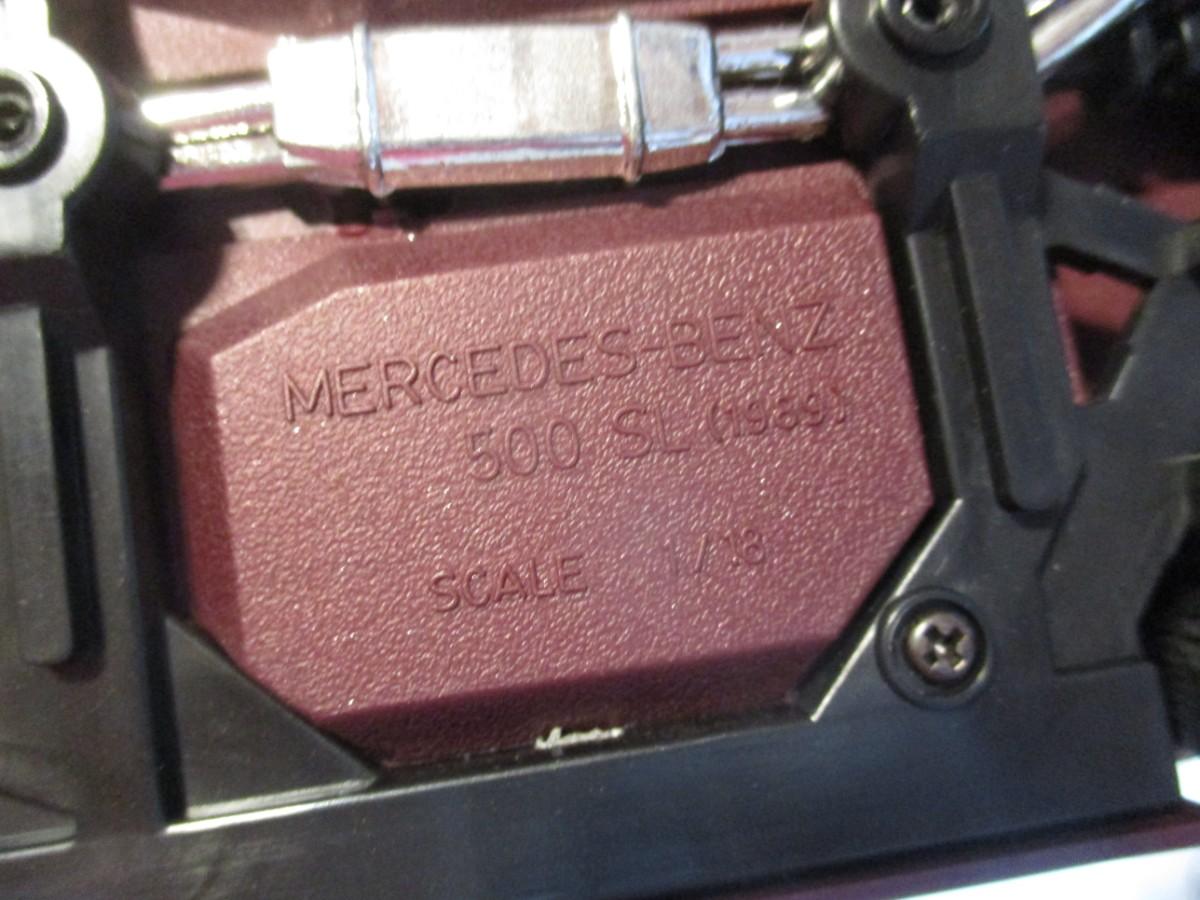 MERCEDES-BENZ
500 SL (1989)
SCALE 1/18